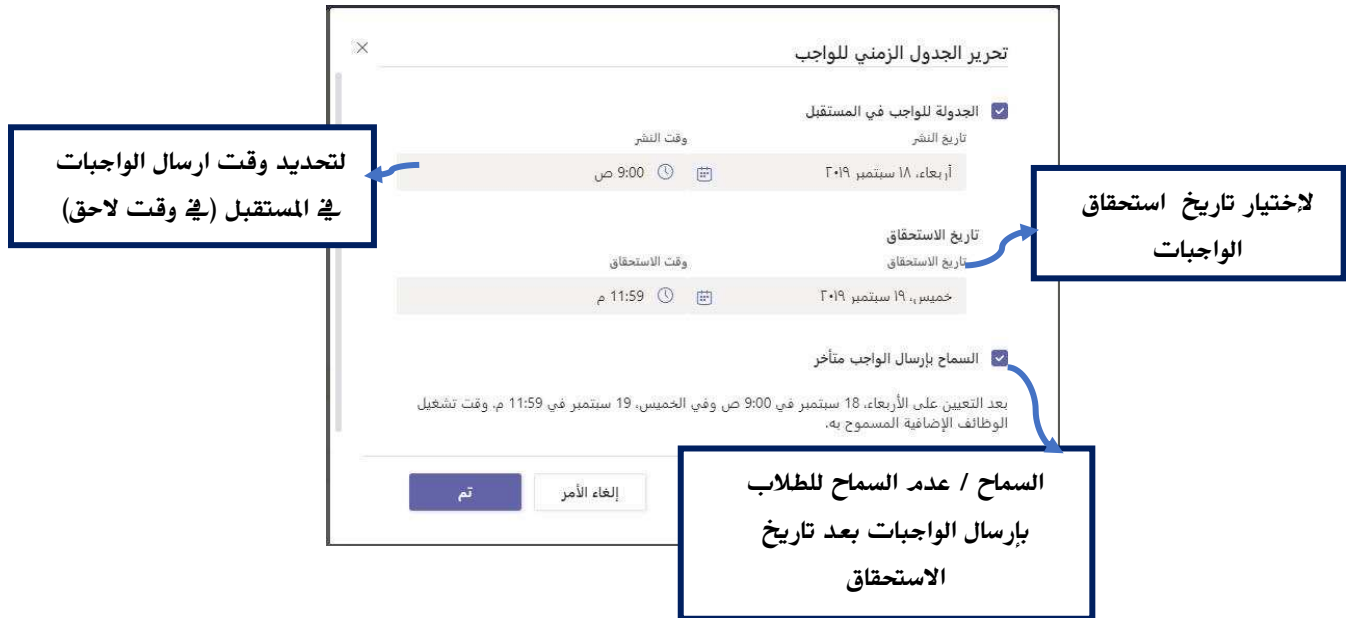 تحرير الجدول الزمني للواجب
الجدولة للواجب في المستقبل
تاريخ النشر
وقت النشر
أربعاء، ١٨ سبتمبر ٢٠١٩
9:00 ص
لتحديد وقت ارسال الواجبات
في المستقبل (في وقت لاحق)
لإختيار تاريخ استحقاق
الواجبات
تاريخ الاستحقاق
تاريخ الاستحقاق
وقت الاستحقاق
خميس، ١٩ سبتمبر ٢٠١٩
11:59 م
السماح بإرسال الواجب متأخر
بعد التعيين على الأربعاء، 18 سبتمبر في 9:00 ص وفي الخميس، 19 سبتمبر في 11:59 م. وقت تشغيل
الوظائف الإضافية المسموح به.
إلغاء الأمر
تم
السماح / عدم السماح للطلاب
بإرسال الواجبات بعد تاريخ
الاستحقاق